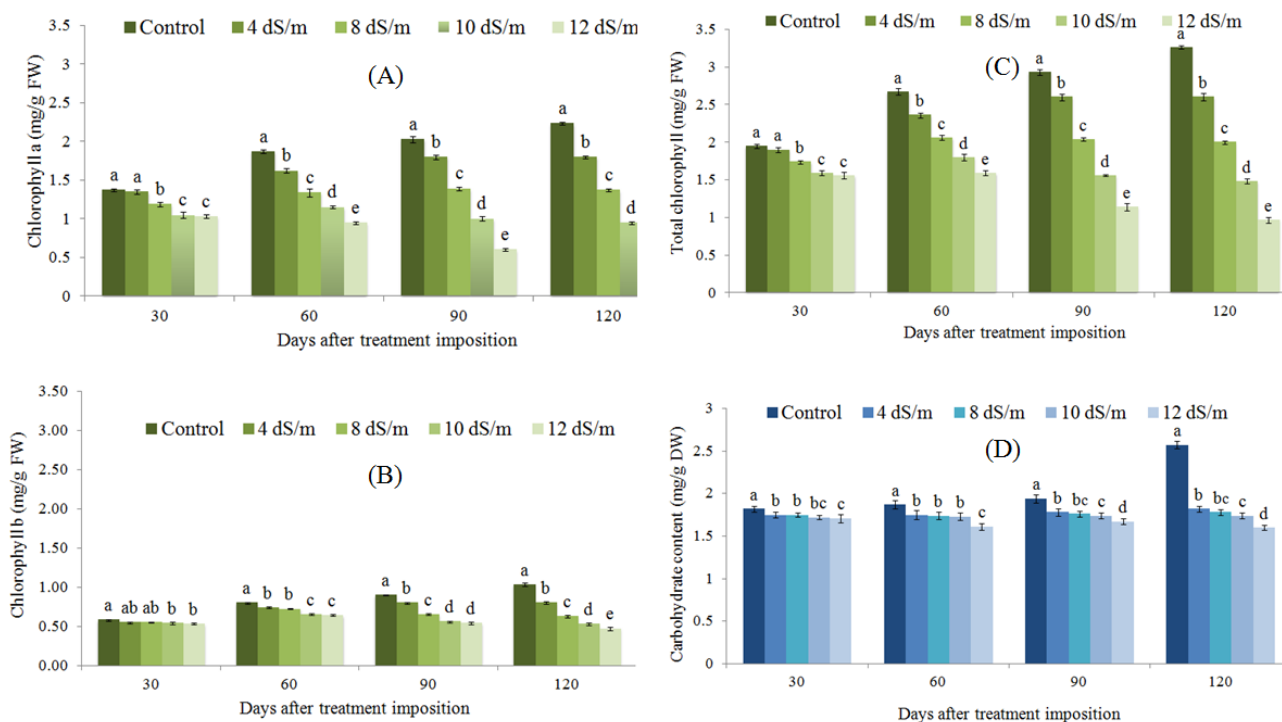 Control 4 dS/m 8 dS/m 10 dS/m 12 dS/m
(A)
Chlorophyll a (mg/g FW)
3.5
3
2.5
2
1.5
1
0.5
0
a a b c c
a b c d e
a b c d e
a b c d
30 60 90 120
Days after treatment imposition
Control 4 dS/m 8 dS/m 10 dS/m 12 dS/m
(C)
Total chlorophyll (mg/g FW)
3.5
3
2.5
2
1.5
1
0.5
0
a a b c c
a b c d e
a b c d e
a b c d e
30 60 90 120
Days after treatment imposition
Control 4 dS/m 8 dS/m 10 dS/m 12 dS/m
(B)
Chlorophyll b (mg/g FW)
3.50
3.00
2.50
2.00
1.50
1.00
0.50
0.00
a ab ab b b
a b b c c
a b c d d
a b c d e
30 60 90 120
Days after treatment imposition
Control 4 dS/m 8 dS/m 10 dS/m 12 dS/m
(D)
Carbohydrate content (mg/g DW)
3
2.5
2
1.5
1
0.5
0
a b b bc c
a b b b c
a b bc c d
a b bc c d
30 60 90 120
Days after treatment imposition